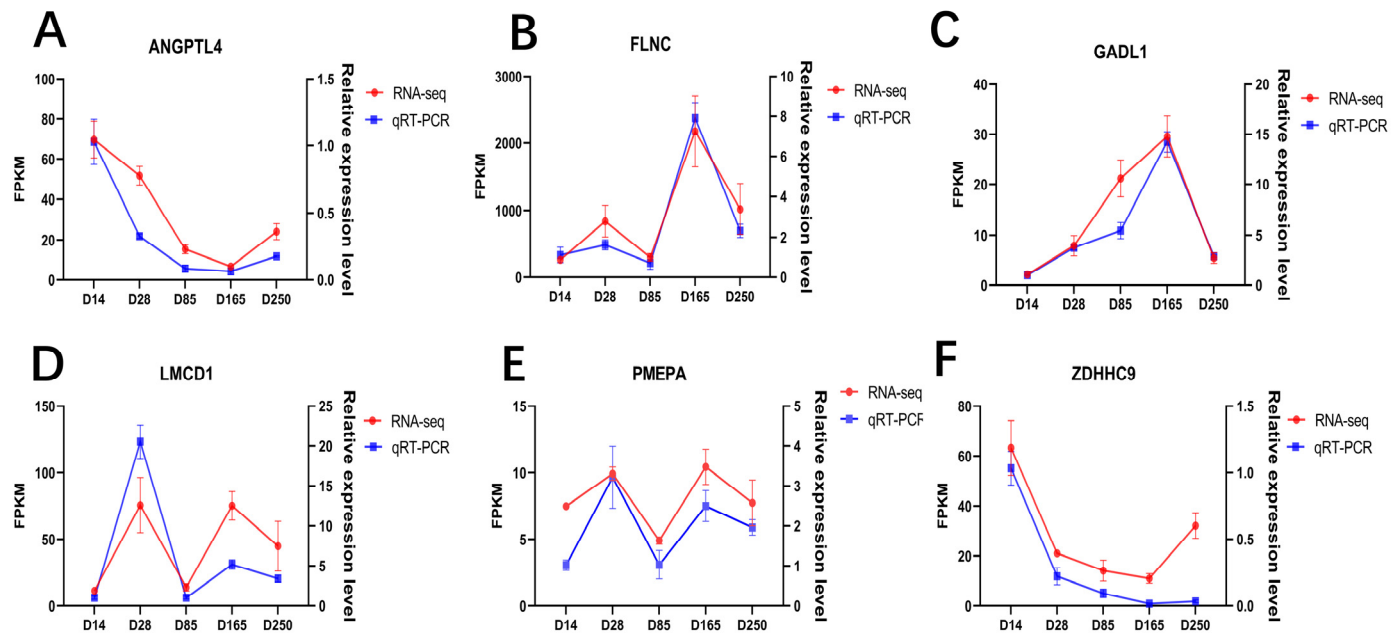 A
ANGPTL4
100
80
60
40
20
0
FPKM
1.5
1.0
0.5
0.0
Relative expression level
RNA-seq
qRT-PCR
D14 D28 D85 D165 D250
B
FLNC
3000
2000
1000
0
FPKM
10
8
6
4
2
0
Relative expression level
RNA-seq
qRT-PCR
D14 D28 D85 D165 D250
C
GADL1
40
30
20
10
0
FPKM
20
15
10
5
0
Relative expression level
RNA-seq
qRT-PCR
D14 D28 D85 D165 D250
D
LMCD1
150
100
50
0
FPKM
25
20
15
10
5
0
Relative expression level
RNA-seq
qRT-PCR
D14 D28 D85 D165 D250
E
PMEPA
15
10
5
0
FPKM
5
4
3
2
1
0
Relative expression level
RNA-seq
qRT-PCR
D14 D28 D85 D165 D250
F
ZDHHC9
80
60
40
20
0
FPKM
1.5
1.0
0.5
0.0
Relative expression level
RNA-seq
qRT-PCR
D14 D28 D85 D165 D250